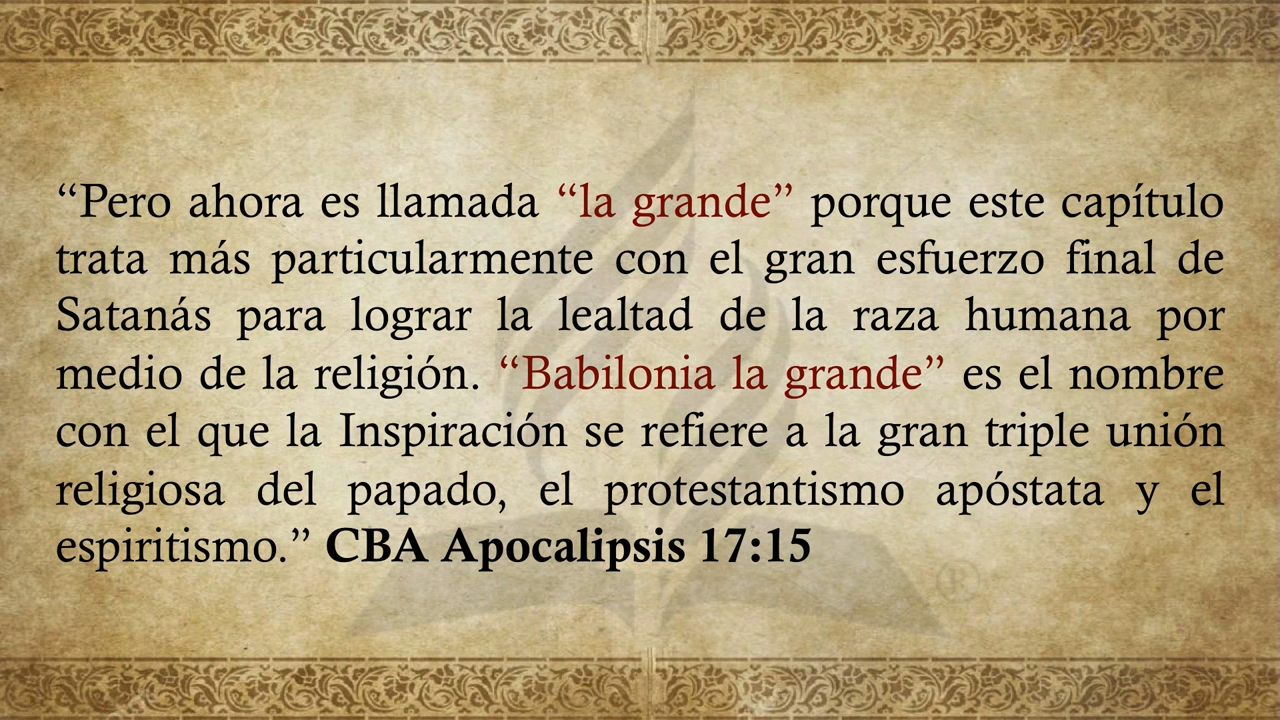 “Pero ahora es llamada “la grande” porque este capítulo
trata más particularmente con el gran esfuerzo final de
Satanás para lograr la lealtad de la raza humana por
medio de la religión. “Babilonia la grande” es el nombre
con el que la Inspiración se refiere a la gran triple unión
religiosa del papado, el protestantismo apóstata y el
espiritismo.” CBA Apocalipsis 17:15
®